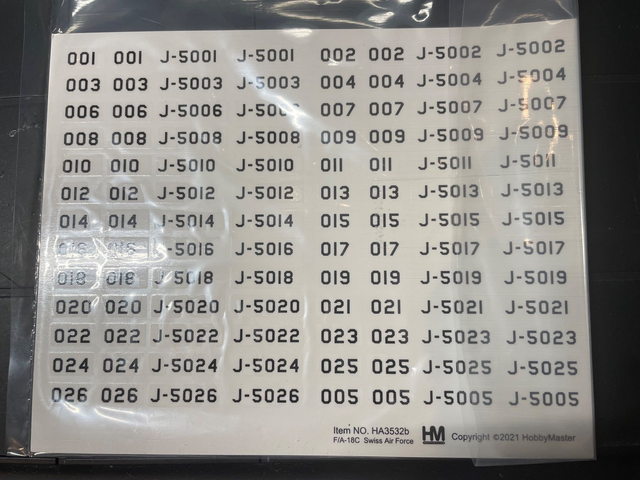 001 001 J-5001 J-5001 002 002 J-5002 J-5002
003 003 J-5003 J-5003 004 004 J-5004 J-5004
006 006 J-5006 J-5006 007 007 J-5007 J-5007
008 008 J-5008 J-5008 009 009 J-5009 J-5009
010 010 J-5010 J-5010 011 011 J-5011 J-5011
012 012 J-5012 J-5012 013 013 J-5013 J-5013
014 014 J-5014 J-5014 015 015 J-5015 J-5015
016 016 J-5016 J-5016 017 017 J-5017 J-5017
018 018 J-5018 J-5018 019 019 J-5019 J-5019
020 020 J-5020 J-5020 021 021 J-5021 J-5021
022 022 J-5022 J-5022 023 023 J-5023 J-5023
024 024 J-5024 J-5024 025 025 J-5025 J-5025
026 026 J-5026 J-5026 005 005 J-5005 J-5005
Item NO. HA3532b
F/A-18C Swiss Air Force
HM Copyright ©2021 HobbyMaster